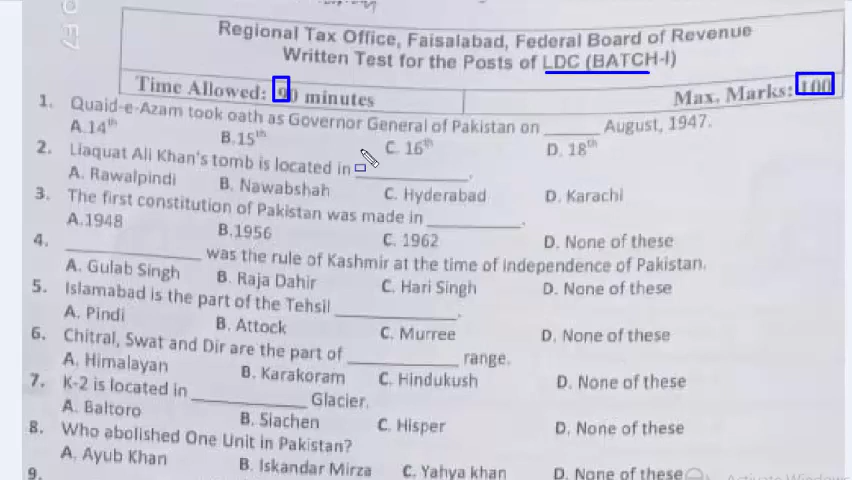 Regional Tax Office, Faisalabad, Federal Board of Revenue
Written Test for the Posts of LDC (BATCH-I)
Time Allowed: 90 minutes Max. Marks: 100
1. Quaid-e-Azam took oath as Governor General of Pakistan on ______ August, 1947.
A.14th B.15th C. 16th D. 18th
2. Liaquat Ali Khan's tomb is located in ____________.
A. Rawalpindi B. Nawabshah C. Hyderabad D. Karachi
3. The first constitution of Pakistan was made in __________.
A.1948 B.1956 C. 1962 D. None of these
4. ______________ was the rule of Kashmir at the time of independence of Pakistan.
A. Gulab Singh B. Raja Dahir C. Hari Singh D. None of these
5. Islamabad is the part of the Tehsil _____________.
A. Pindi B. Attock C. Murree D. None of these
6. Chitral, Swat and Dir are the part of ____________ range.
A. Himalayan B. Karakoram C. Hindukush D. None of these
7. K-2 is located in ____________ Glacier.
A. Baltoro B. Siachen C. Hisper D. None of these
8. Who abolished One Unit in Pakistan?
A. Ayub Khan B. Iskandar Mirza C. Yahya khan D. None of these
9.